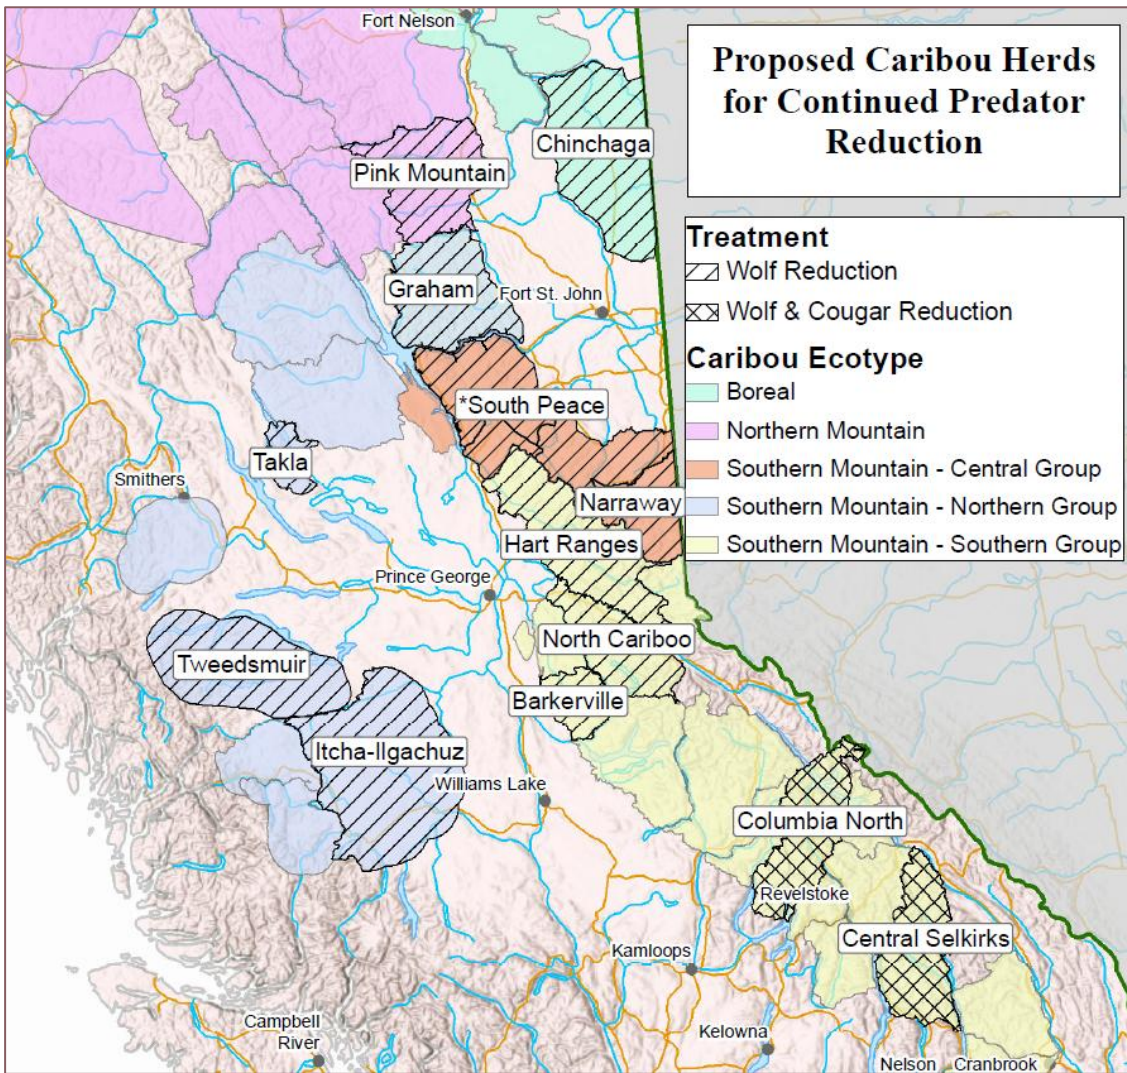 Fort Nelson
Proposed Caribou Herds
for Continued Predator
Reduction
Chinchaga
Pink Mountain
Treatment
Wolf Reduction
Wolf & Cougar Reduction
Graham
Fort St. John
Caribou Ecotype
Boreal
Northern Mountain
Southern Mountain - Central Group
Southern Mountain - Northern Group
Southern Mountain - Southern Group
*South Peace
Takla
Smithers
Narraway
Hart Ranges
Prince George
North Cariboo
Tweedsmuir
Barkerville
Itcha-Ilgachuz
Williams Lake
Columbia North
Revelstoke
Central Selkirks
Kamloops
Campbell
River
Kelowna
Nelson
Cranbrook